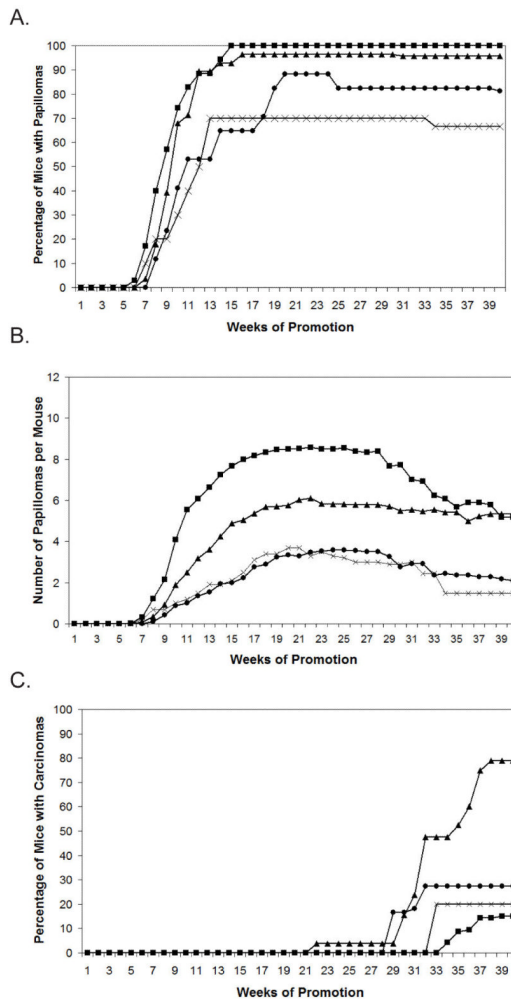 A.
Percentage of Mice with Papillomas
100
90
80
70
60
50
40
30
20
10
0
1 3 5 7 9 11 13 15 17 19 21 23 25 27 29 31 33 35 37 39
Weeks of Promotion
B.
Number of Papillomas per Mouse
12
10
8
6
4
2
0
1 3 5 7 9 11 13 15 17 19 21 23 25 27 29 31 33 35 37 39
Weeks of Promotion
C.
Percentage of Mice with Carcinomas
100
90
80
70
60
50
40
30
20
10
0
1 3 5 7 9 11 13 15 17 19 21 23 25 27 29 31 33 35 37 39
Weeks of Promotion